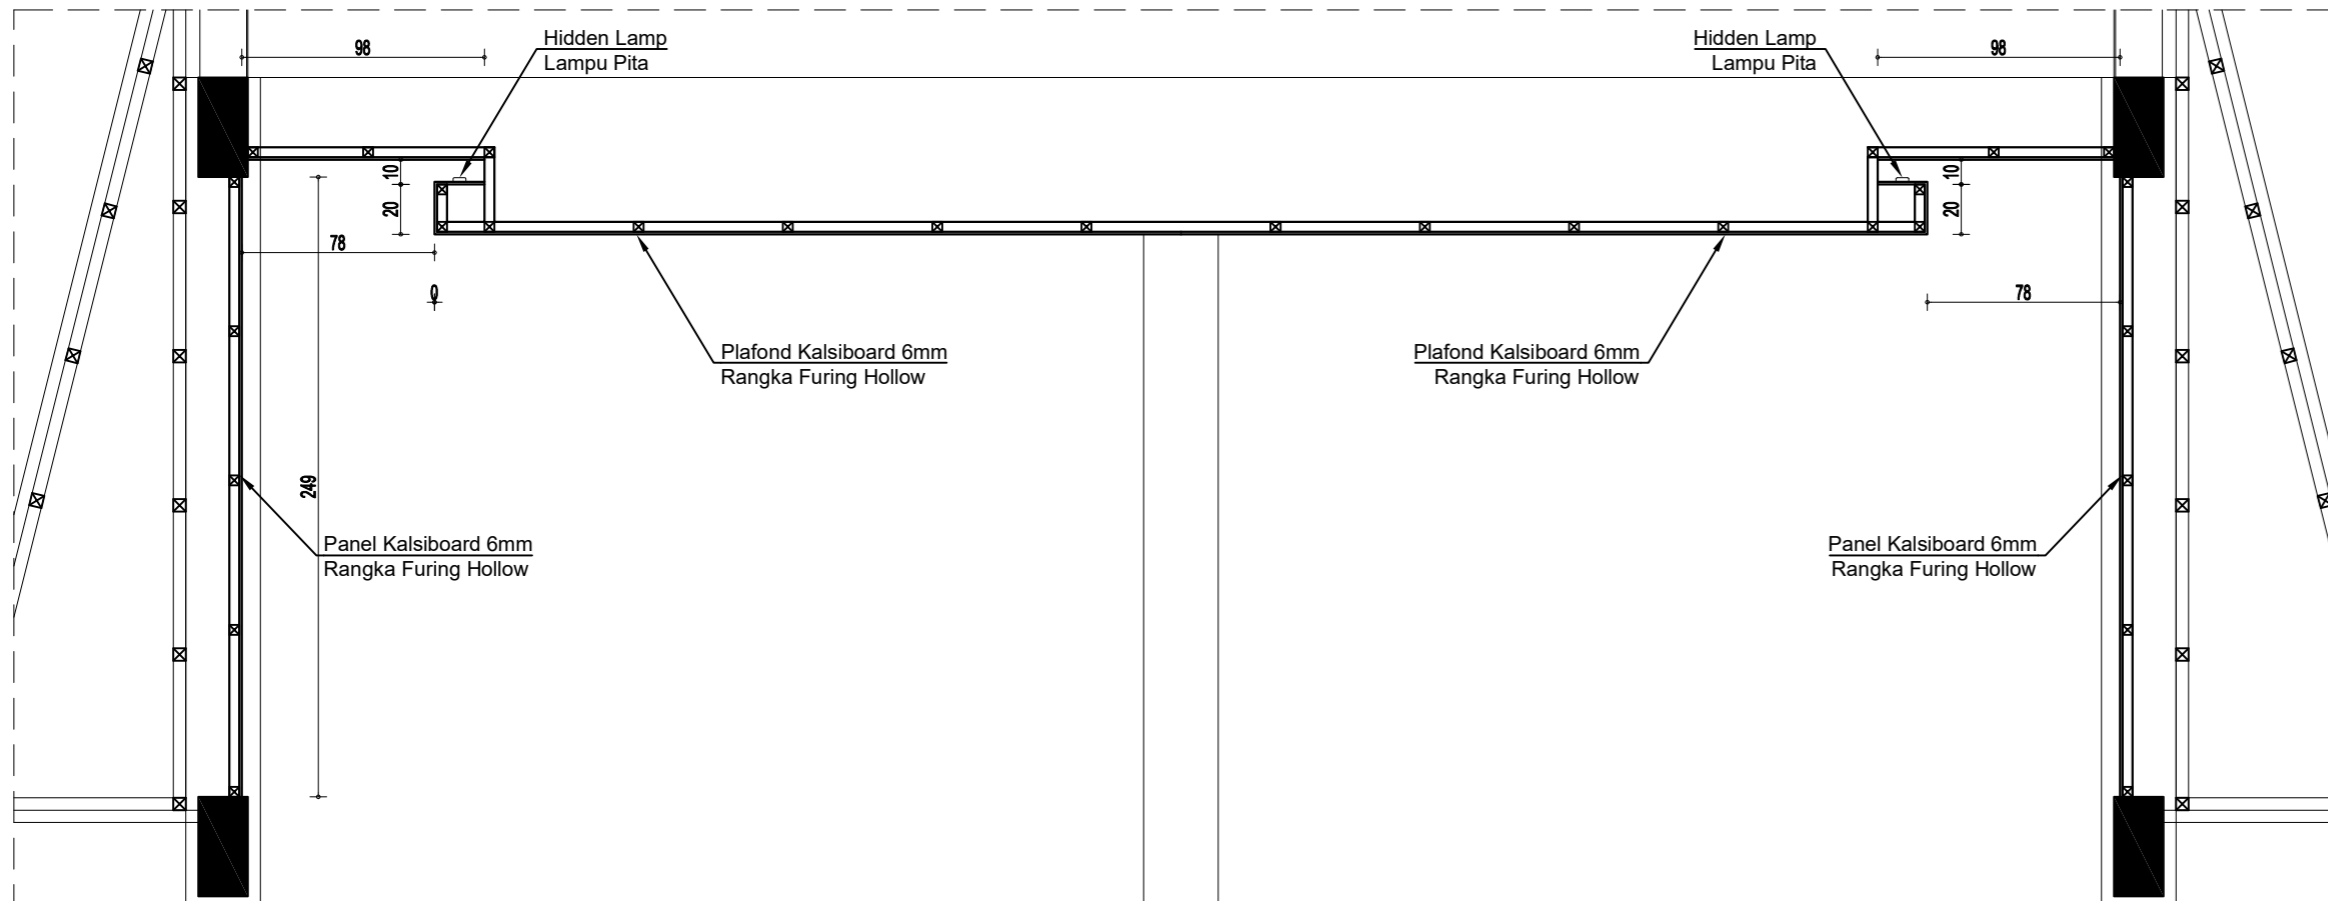 98
Hidden Lamp
Lampu Pita
Hidden Lamp
Lampu Pita
98
10
20
10
20
78
0
78
Plafond Kalsiboard 6mm
Rangka Furing Hollow
Plafond Kalsiboard 6mm
Rangka Furing Hollow
249
Panel Kalsiboard 6mm
Rangka Furing Hollow
Panel Kalsiboard 6mm
Rangka Furing Hollow